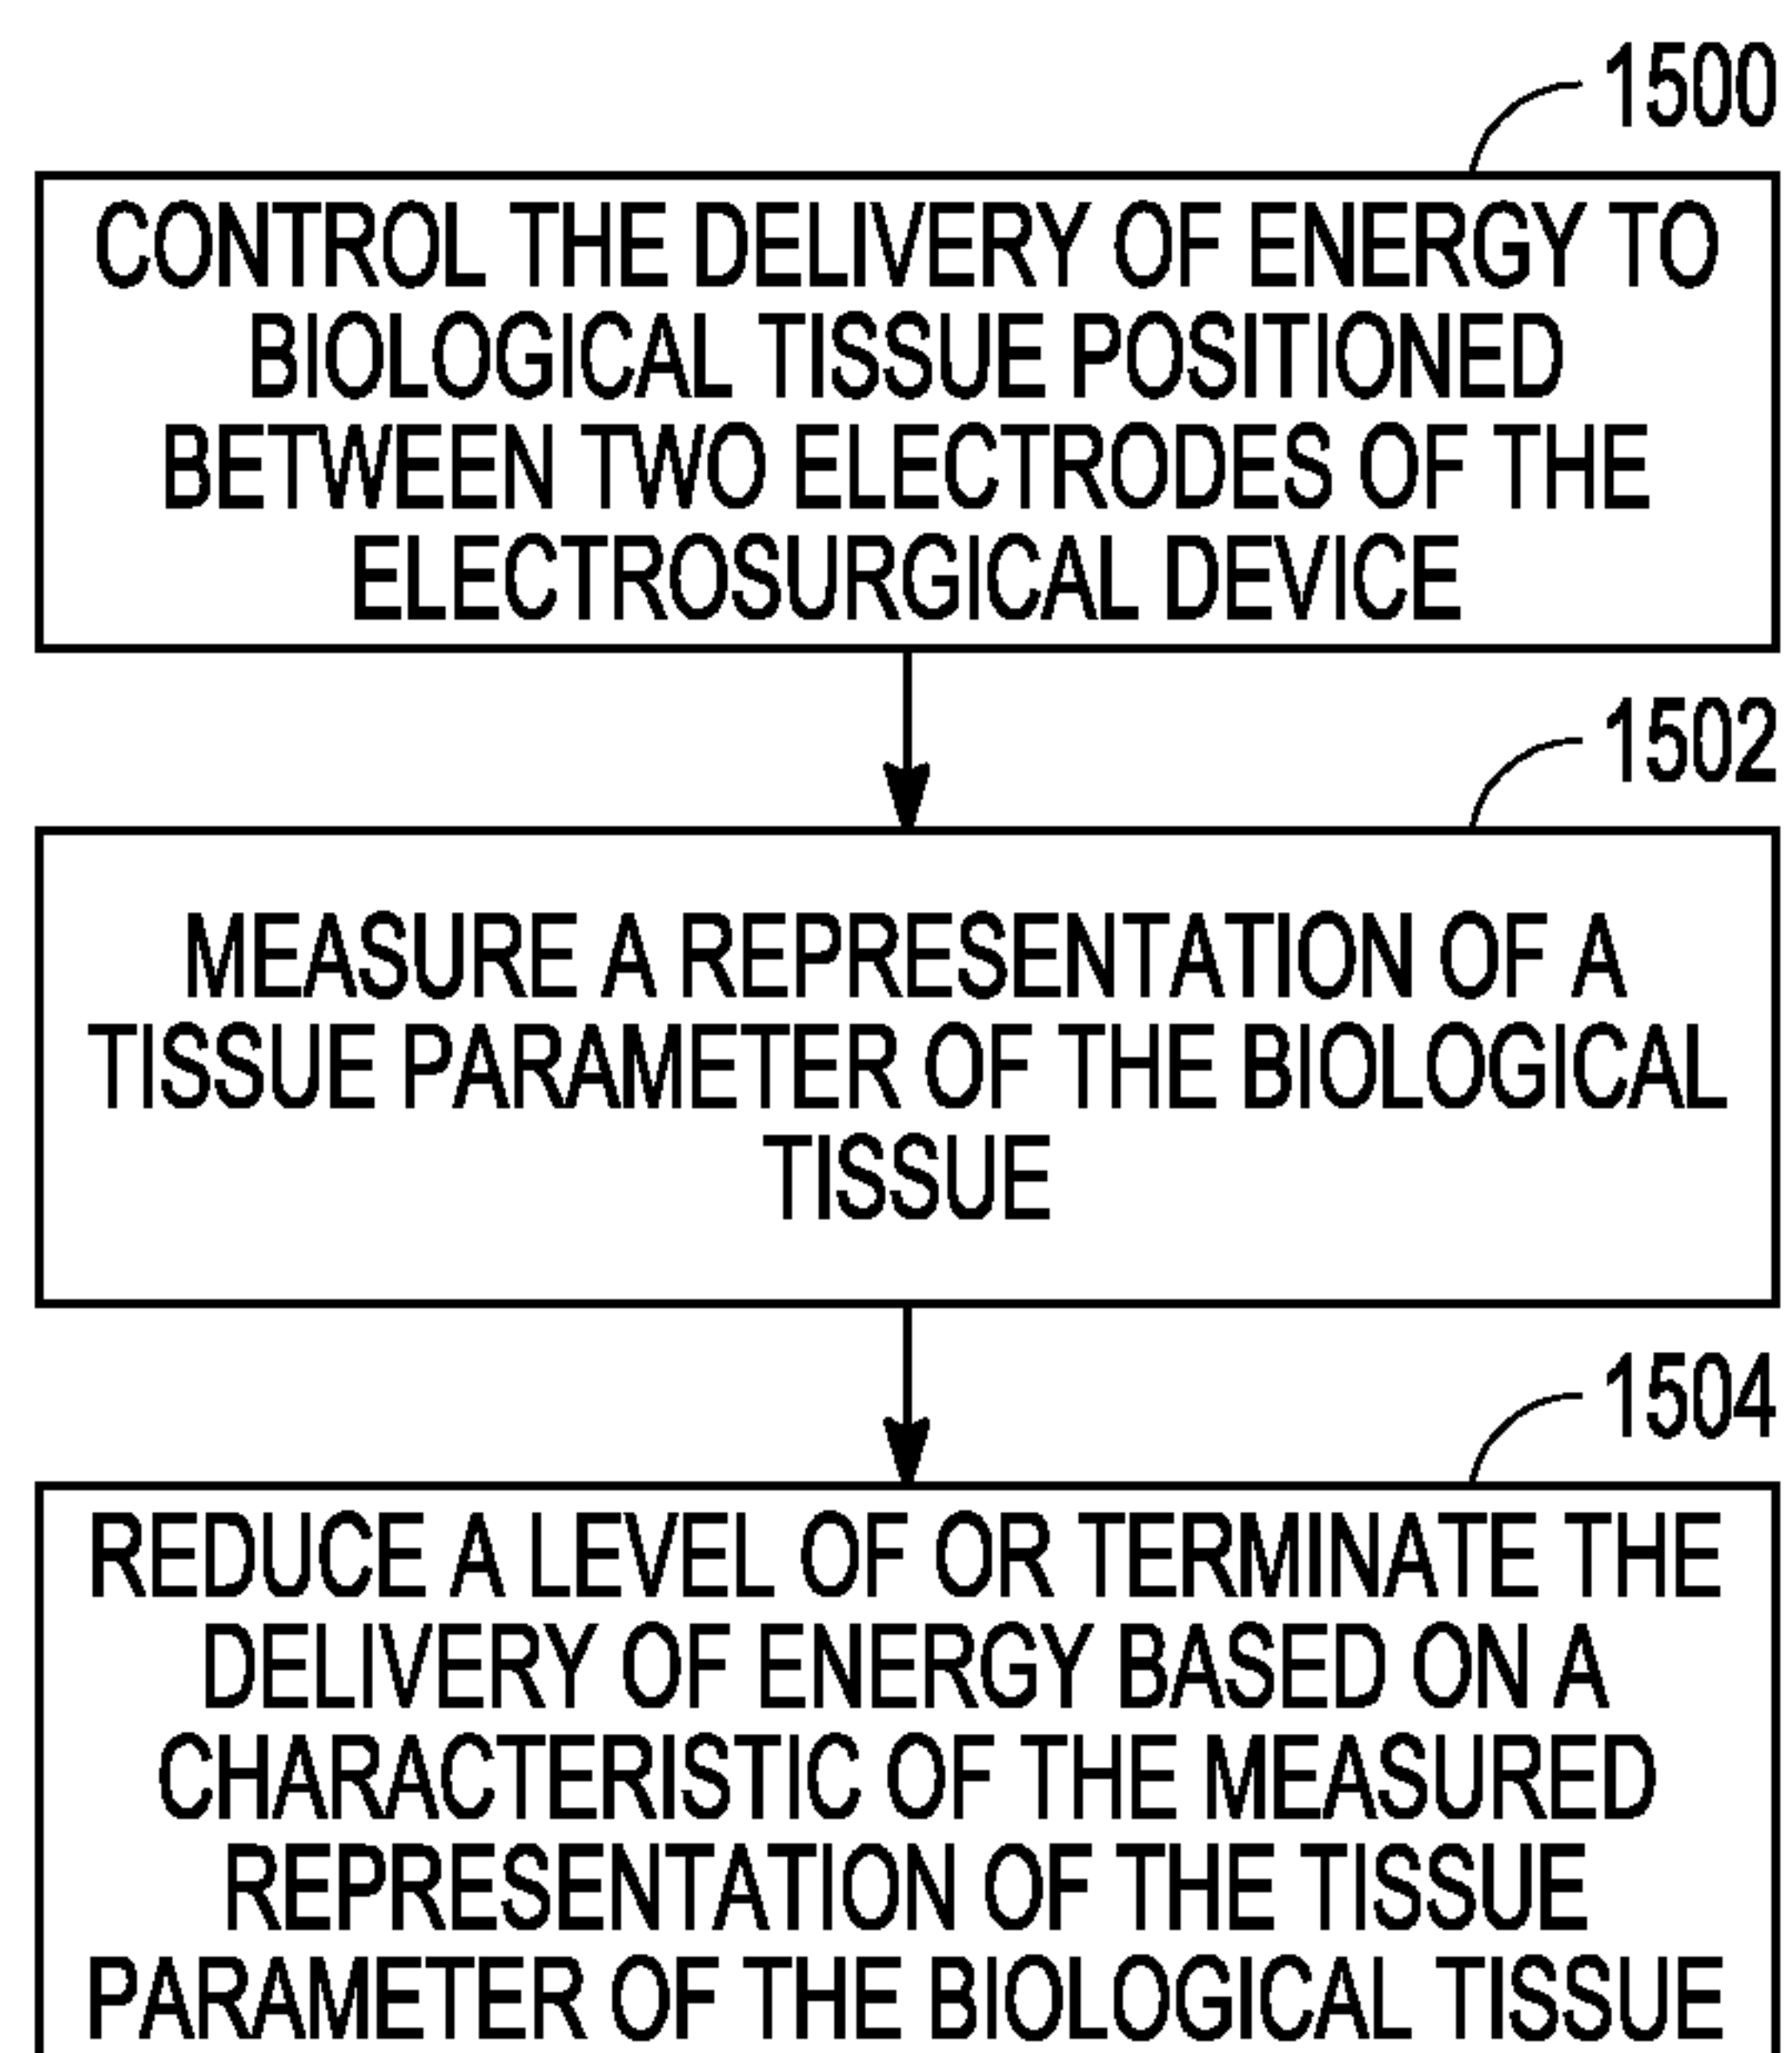 1500
CONTROL THE DELIVERY OF ENERGY TO
BIOLOGICAL TISSUE POSITIONED
BETWEEN TWO ELECTRODES OF THE
ELECTROSURGICAL DEVICE
1502
MEASURE A REPRESENTATION OF A
TISSUE PARAMETER OF THE BIOLOGICAL
TISSUE
1504
REDUCE A LEVEL OF OR TERMINATE THE
DELIVERY OF ENERGY BASED ON A
CHARACTERISTIC OF THE MEASURED
REPRESENTATION OF THE TISSUE
PARAMETER OF THE BIOLOGICAL TISSUE